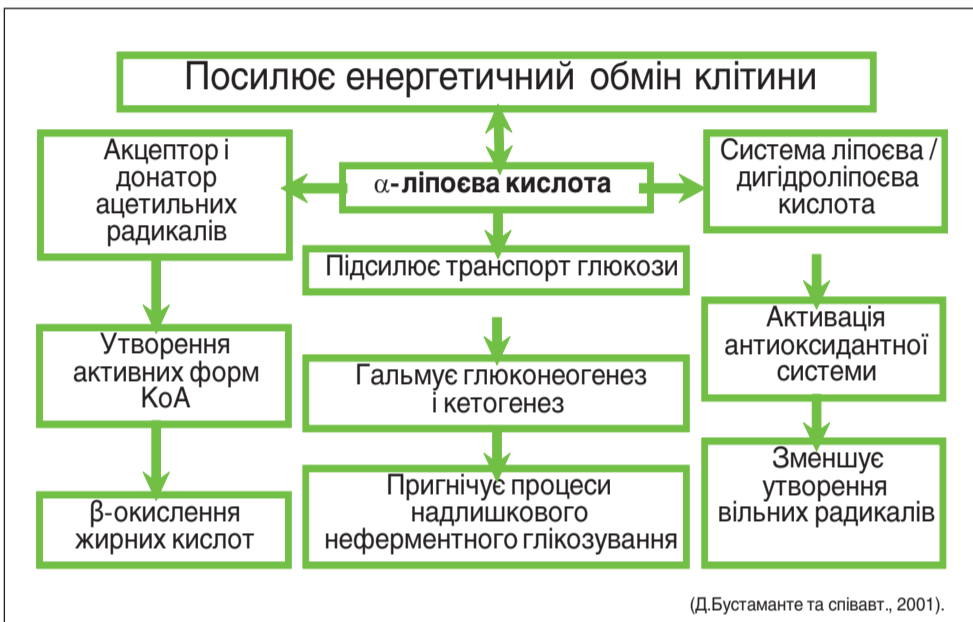 Посилює енергетичний обмін клітини
Акцептор і
донатор
ацетильних
радикалів
α-ліпоєва кислота
Система ліпоєва /
дигідроліпоєва
кислота
Підсилює транспорт глюкози
Утворення
активних форм
КоА
Гальмує глюконеогенез
і кетогенез
Активація
антиоксидантної
системи
β-окислення
жирних кислот
Пригнічує процеси
надлишкового
неферментного глікозування
Зменшує
утворення
вільних радикалів
(Д.Бустаманте та співавт., 2001).